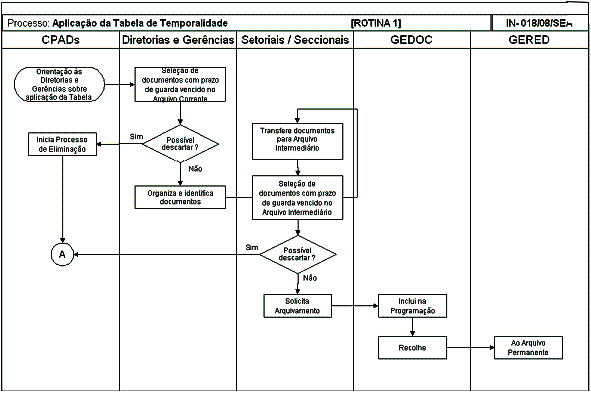 Processo: Aplicação da Tabela de Temporalidade [ROTINA 1] IN- 018/08/SEA
CPADs Diretorias e Gerências Setoriais / Seccionais GEDOC GERED
Orientação às
Diretorias e
Gerências sobre
aplicação da Tabela
Seleção de
documentos com prazo
de guarda vencido no
Arquivo Corrente
Inicia Processo
de Eliminação
Sim
Possível
descartar ?
Não
Transfere documentos
para Arquivo
Intermediário
Organiza e identifica
documentos
Seleção de
documentos com prazo
de guarda vencido no
Arquivo Intermediário
A
Sim
Possível
descartar ?
Não
Solicita
Arquivamento
Inclui na
Programação
Recolhe
Ao Arquivo
Permanente